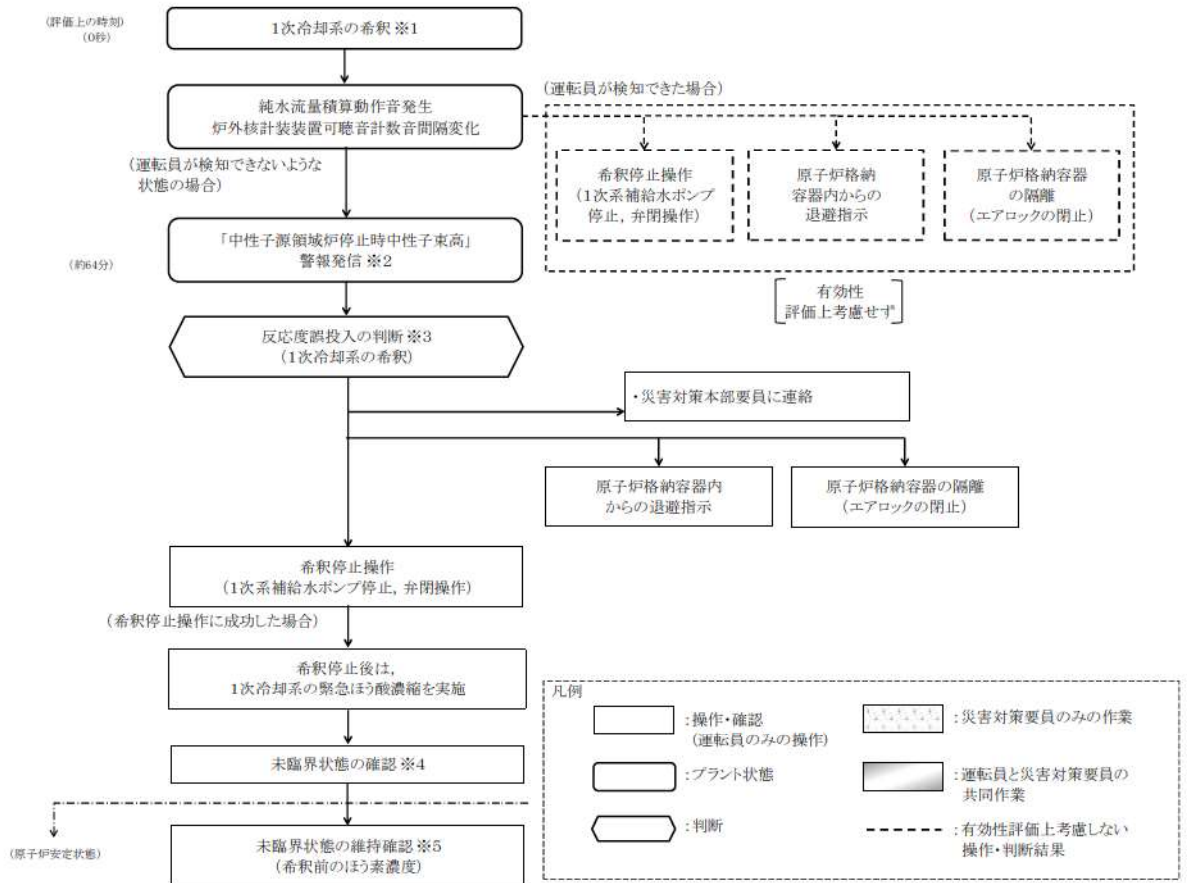 (評価上の時刻)
(0秒)
1次冷却系の希釈 ※1
純水流量積算動作音発生
炉外核計装装置可聴音計数音間隔変化
(運転員が検知できた場合)
(運転員が検知できないような
状態の場合)
希釈停止操作
(1次系補給水ポンプ
停止, 弁閉操作)
原子炉格納
容器内からの
退避指示
原子炉格納容器
の隔離
(エアロックの閉止)
(約64分)
「中性子源領域炉停止時中性子束高」
警報発信 ※2
有効性
評価上考慮せず
反応度誤投入の判断 ※3
(1次冷却系の希釈)
・災害対策本部要員に連絡
原子炉格納容器内
からの退避指示
原子炉格納容器の隔離
(エアロックの閉止)
希釈停止操作
(1次系補給水ポンプ停止, 弁閉操作)
(希釈停止操作に成功した場合)
希釈停止後は,
1次冷却系の緊急ほう酸濃縮を実施
未臨界状態の確認 ※4
(原子炉安定状態)
未臨界状態の維持確認 ※5
(希釈前のほう素濃度)
凡例
:操作・確認
(運転員のみの操作)
:プラント状態
:判断
:災害対策要員のみの作業
:運転員と災害対策要員の
共同作業
:有効性評価上考慮しない
操作・判断結果